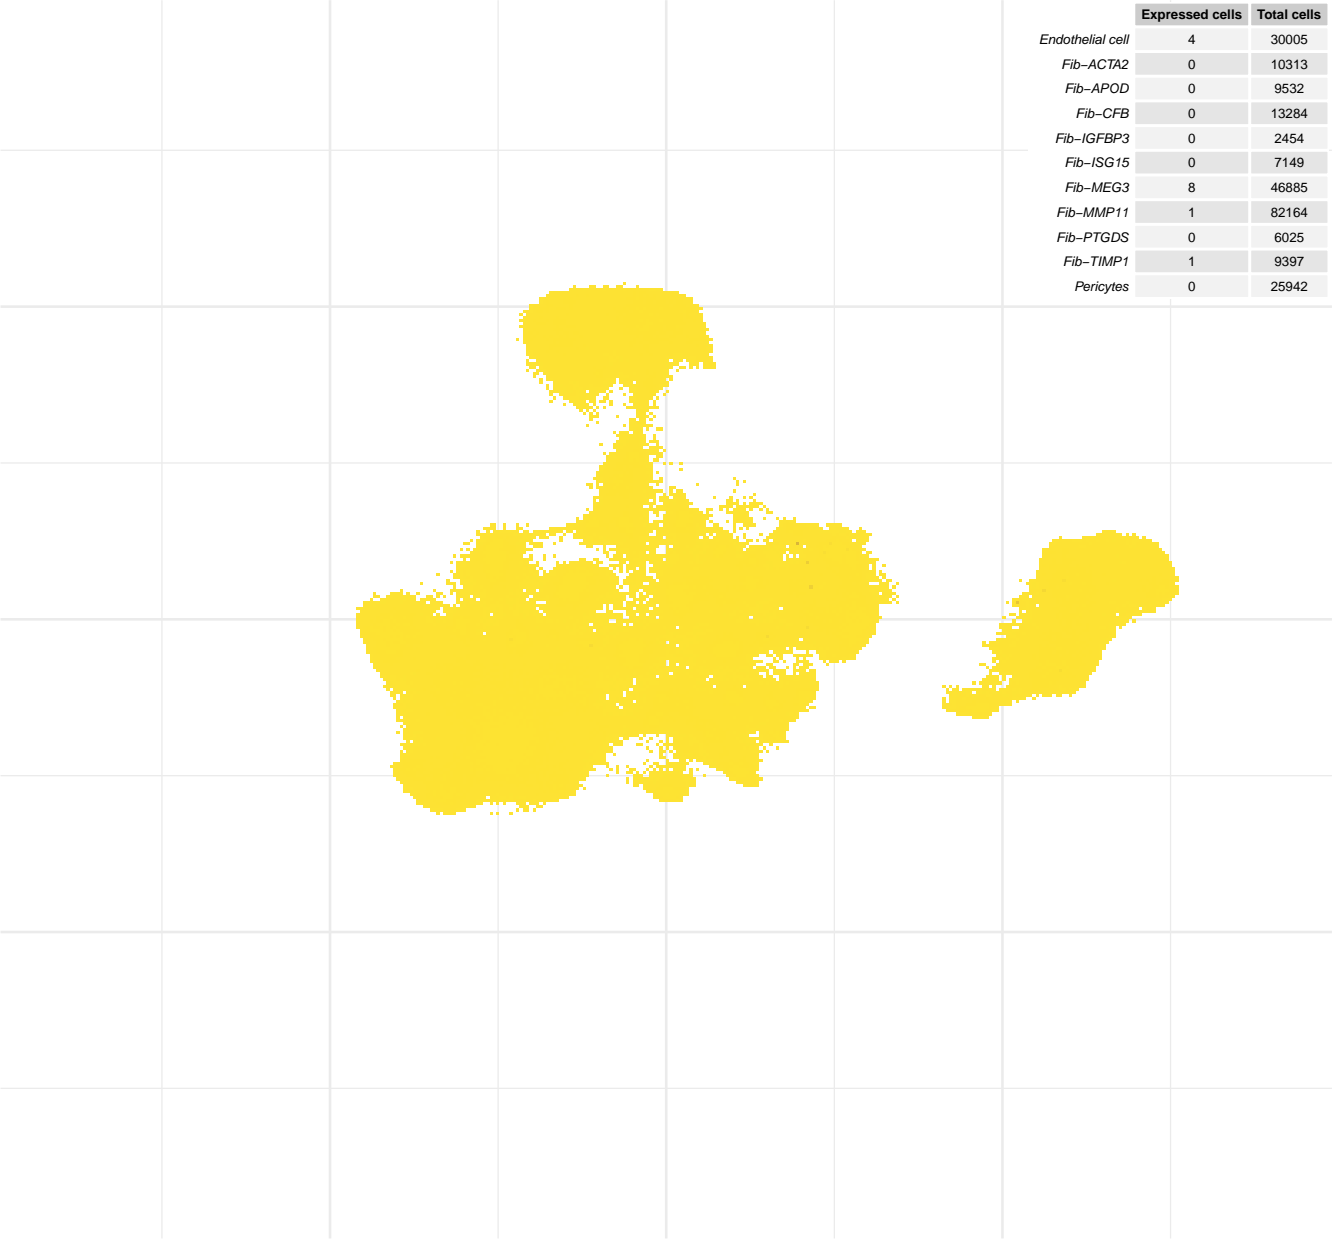 Expressed cells Total cells
Endothelial cell 4 30005
Fib−ACTA2 0 10313
Fib−APOD 0 9532
Fib−CFB 0 13284
Fib−IGFBP3 0 2454
Fib−ISG15 0 7149
Fib−MEG3 8 46885
Fib−MMP11 1 82164
Fib−PTGDS 0 6025
Fib−TIMP1 1 9397
Pericytes 0 25942